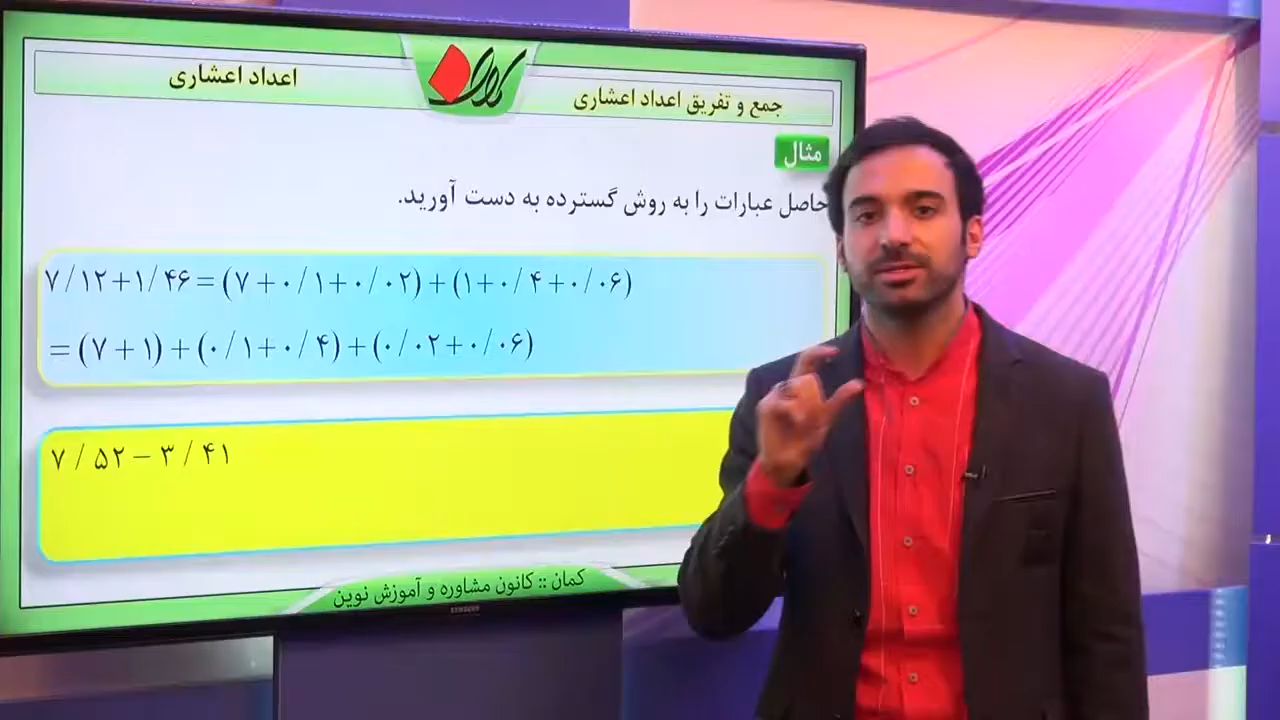 جمع و تفریق اعداد اعشاری
اعداد اعشاری
کمان
مثال
حاصل عبارات را به روش گسترده به دست آورید.
۷/۱۲+۱/۴۶=(۷+۰/۱+۰/۰۲)+(۱+۰/۴+۰/۰۶)
=(۷+۱)+(۰/۱+۰/۴)+(۰/۰۲+۰/۰۶)
۷/۵۲−۳/۴۱
کمان :: کانون مشاوره و آموزش نوین
SAMSUNG